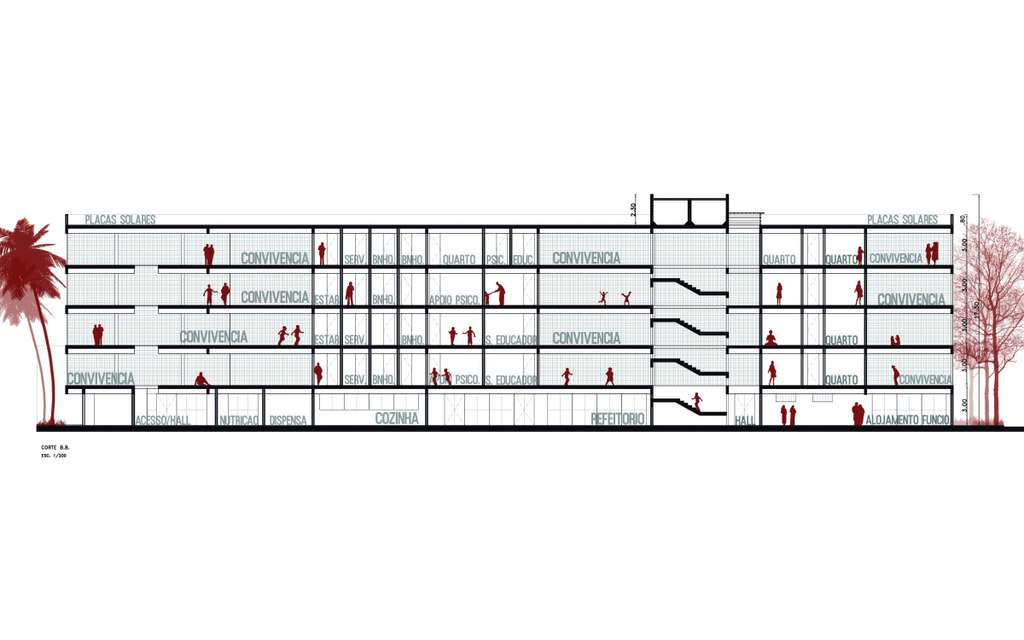 2.50
PLACAS SOLARES
PLACAS SOLARES
.80
CONVIVENCIA SERV. BNHO. BNHO. QUARTO PSIC. EDUC. CONVIVENCIA QUARTO QUARTO CONVIVENCIA
3.00
CONVIVENCIA ESTAR BNHO. APOIO PSICO. CONVIVENCIA
3.00
CONVIVENCIA ESTAR SERV. BNHO. S. EDUCADOR CONVIVENCIA QUARTO
3.00
CONVIVENCIA SERV. BNHO. APOIO PSICO. S. EDUCADOR QUARTO CONVIVENCIA
3.00
ACESSO/HALL NUTRICAO DISPENSA COZINHA REFEITORIO HALL ALOJAMENTO FUNCIO.
3.00
CORTE B.B.
ESC. 1/200